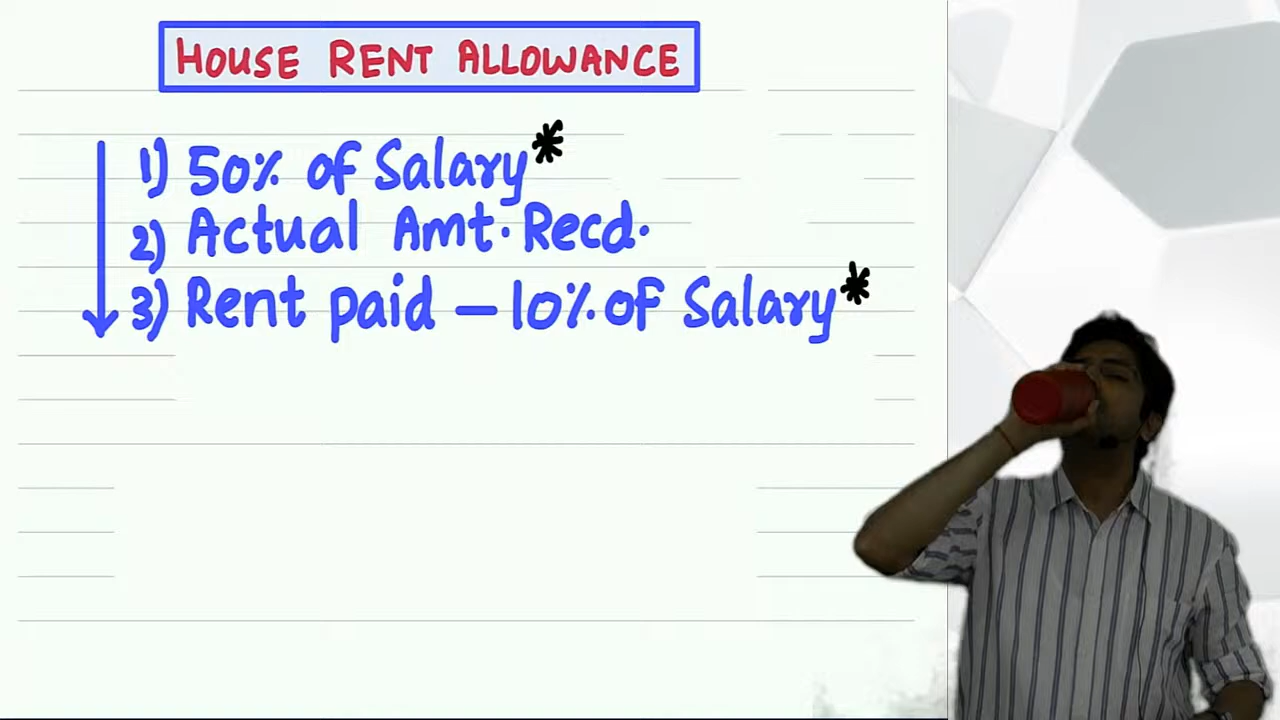 HOUSE RENT ALLOWANCE
1) 50% of Salary*
2) Actual Amt. Recd.
3) Rent paid – 10% of Salary*